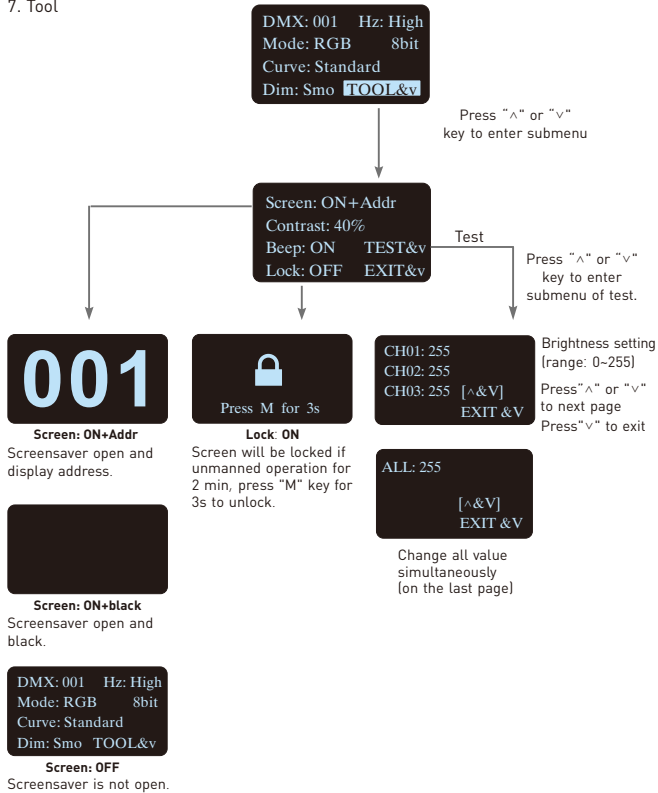 7. Tool
DMX: 001 Hz: High
Mode: RGB 8bit
Curve: Standard
Dim: Smo TOOL&v
Press "∧" or "∨"
key to enter submenu
Screen: ON+Addr
Contrast: 40%
Beep: ON TEST&v
Lock: OFF EXIT&v
Test
Press "∧" or "∨"
key to enter
submenu of test.
001
Screen: ON+Addr
Screensaver open and
display address.
Press M for 3s
Lock: ON
Screen will be locked if
unmanned operation for
2 min, press "M" key for
3s to unlock.
CH01: 255
CH02: 255
CH03: 255 [∧&V]
EXIT &V
Brightness setting
(range: 0~255)
Press"∧" or "∨"
to next page
Press"∨" to exit
ALL: 255
[∧&V]
EXIT &V
Change all value
simultaneously
(on the last page)
Screen: ON+black
Screensaver open and
black.
DMX: 001 Hz: High
Mode: RGB 8bit
Curve: Standard
Dim: Smo TOOL&v
Screen: OFF
Screensaver is not open.